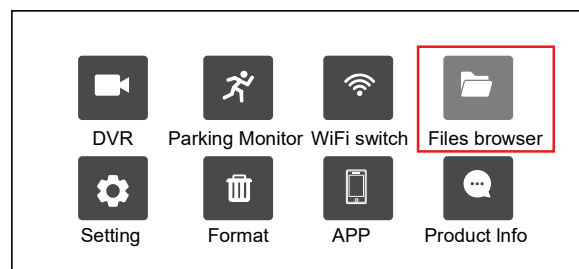 DVR Parking Monitor WiFi switch Files browser
Setting Format APP Product Info